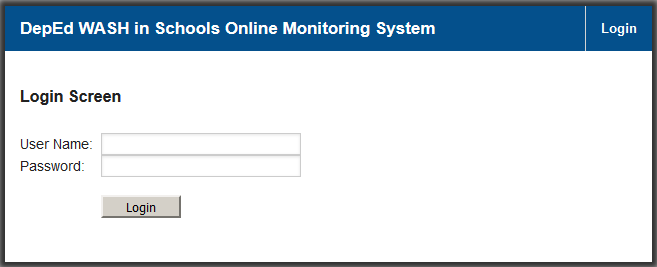 DepEd WASH in Schools Online Monitoring System Login
Login Screen
User Name:
Password:
Login